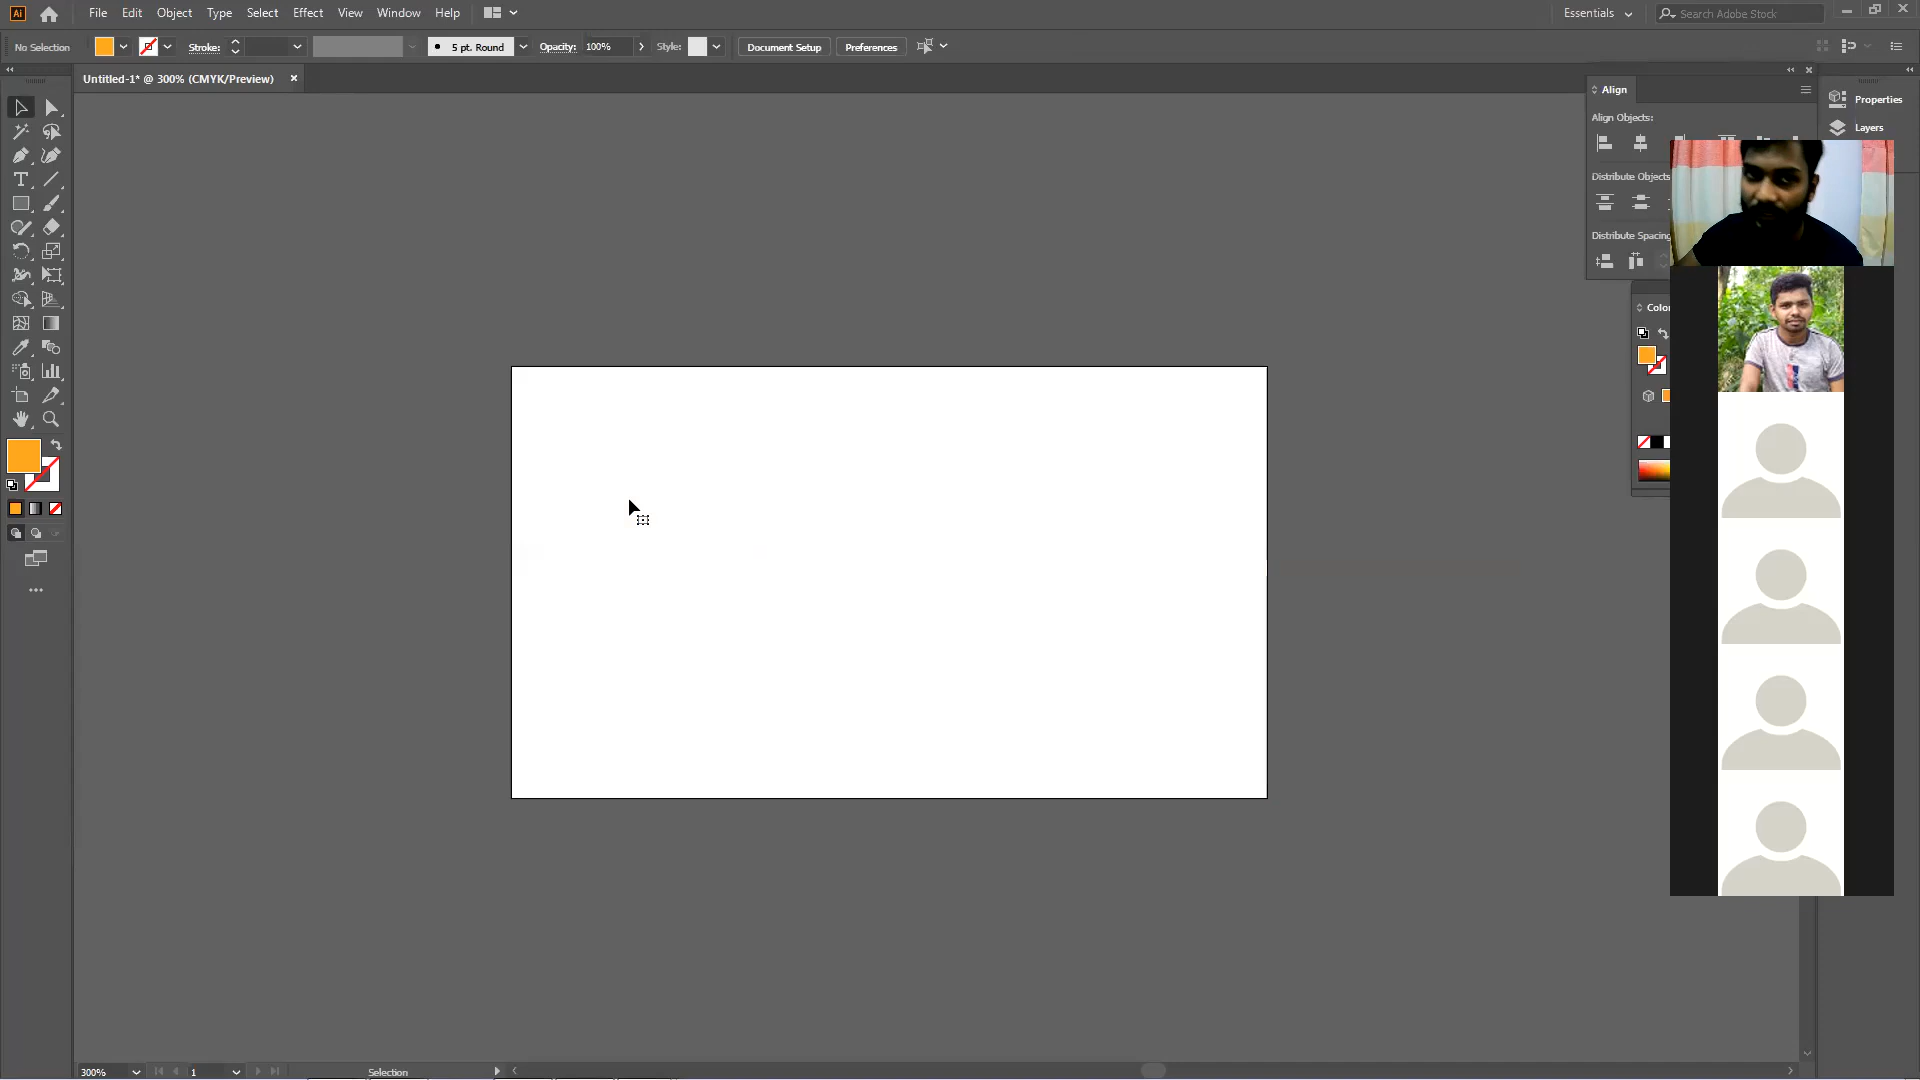 Ai File Edit Object Type Select Effect View Window Help Essentials Search Adobe Stock
No Selection Stroke: 5 pt. Round Opacity: 100% Style: Document Setup Preferences
Untitled-1* @ 300% (CMYK/Preview)
Align
Align Objects:
Distribute Objects
Distribute Spacing
Properties
Layers
Color
T
300% 1 Selection